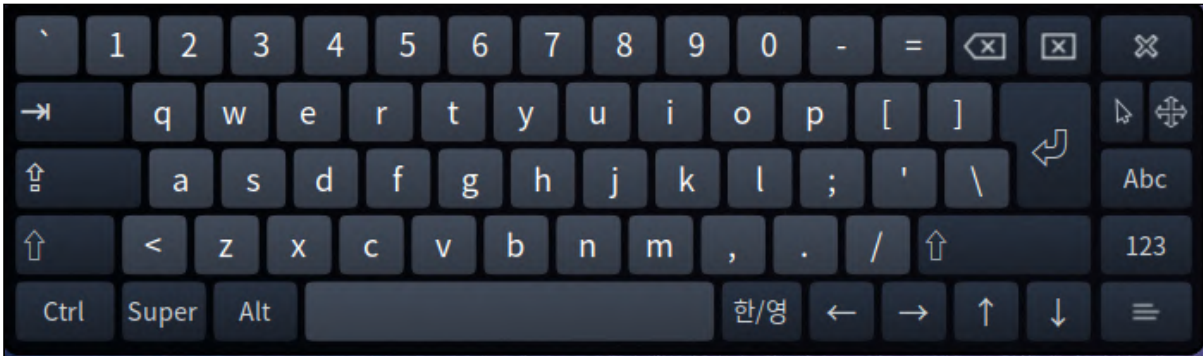 ` 1 2 3 4 5 6 7 8 9 0 - =
q w e r t y u i o p [ ]
a s d f g h j k l ; ' \ Abc
< z x c v b n m , . / 123
Ctrl Super Alt 한/영 ← → ↑ ↓